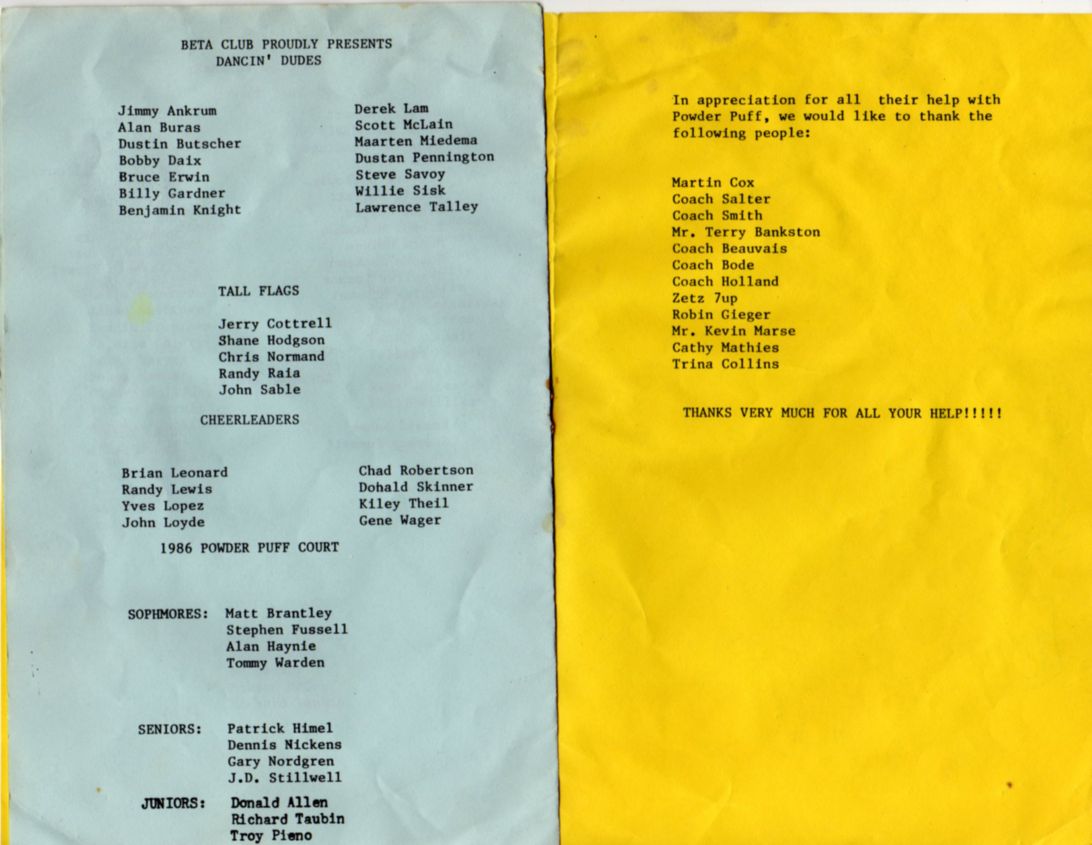 BETA CLUB PROUDLY PRESENTS
DANCIN' DUDES
Jimmy Ankrum
Alan Buras
Dustin Butscher
Bobby Daix
Bruce Erwin
Billy Gardner
Benjamin Knight
Derek Lam
Scott McLain
Maarten Miedema
Dustan Pennington
Steve Savoy
Willie Sisk
Lawrence Talley
TALL FLAGS
Jerry Cottrell
Shane Hodgson
Chris Normand
Randy Raia
John Sable
CHEERLEADERS
Brian Leonard
Randy Lewis
Yves Lopez
John Loyde
Chad Robertson
Dohald Skinner
Kiley Theil
Gene Wager
1986 POWDER PUFF COURT
SOPHMORES: Matt Brantley
Stephen Fussell
Alan Haynie
Tommy Warden
SENIORS: Patrick Himel
Dennis Nickens
Gary Nordgren
J.D. Stillwell
JUNIORS: Donald Allen
Richard Taubin
Troy Pieno
In appreciation for all their help with
Powder Puff, we would like to thank the
following people:
Martin Cox
Coach Salter
Coach Smith
Mr. Terry Bankston
Coach Beauvais
Coach Bode
Coach Holland
Zetz 7up
Robin Gieger
Mr. Kevin Marse
Cathy Mathies
Trina Collins
THANKS VERY MUCH FOR ALL YOUR HELP!!!!!